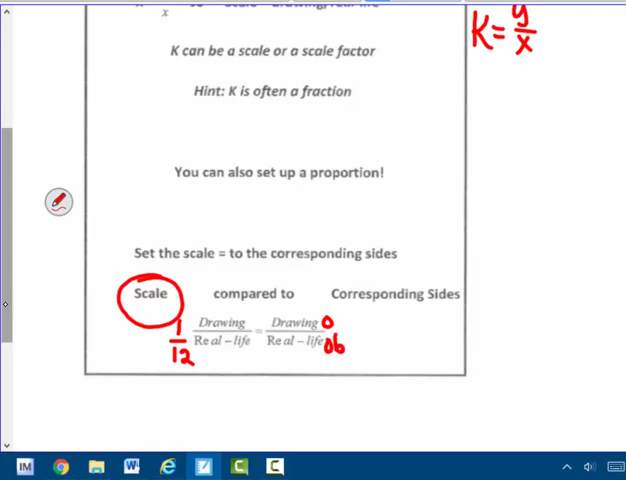 K = y/x
x
K can be a scale or a scale factor
Hint: K is often a fraction
You can also set up a proportion!
Set the scale = to the corresponding sides
Scale compared to Corresponding Sides
1/12 Drawing/Real-life = Drawing/Real-life
IM